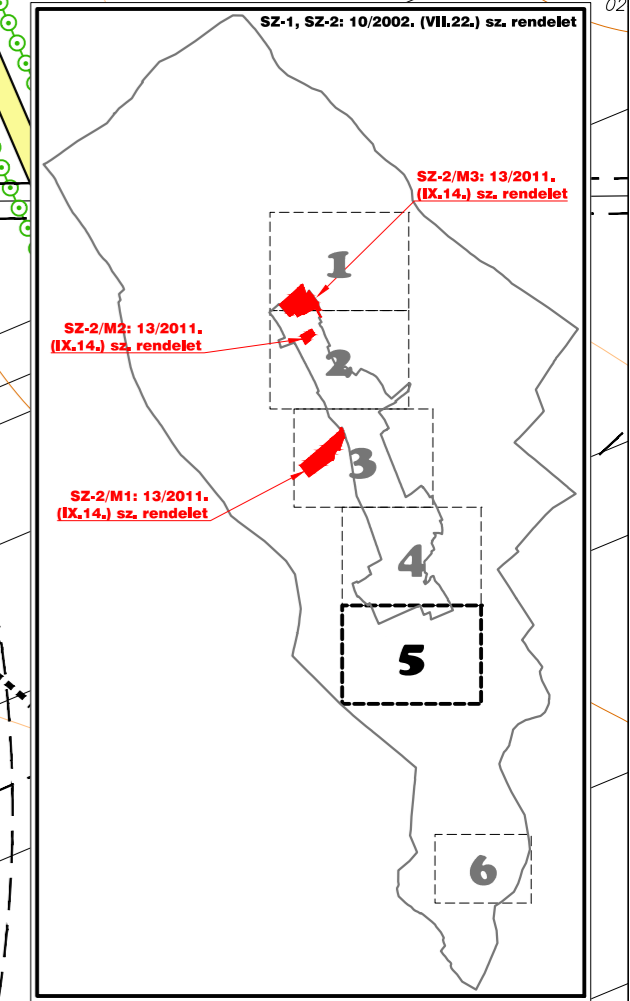 SZ-1, SZ-2: 10/2002. (VII.22.) sz. rendelet
02
SZ-2/M3: 13/2011.
(IX.14.) sz. rendelet
1
SZ-2/M2: 13/2011.
(IX.14.) sz. rendelet
2
3
SZ-2/M1: 13/2011.
(IX.14.) sz. rendelet
4
5
6